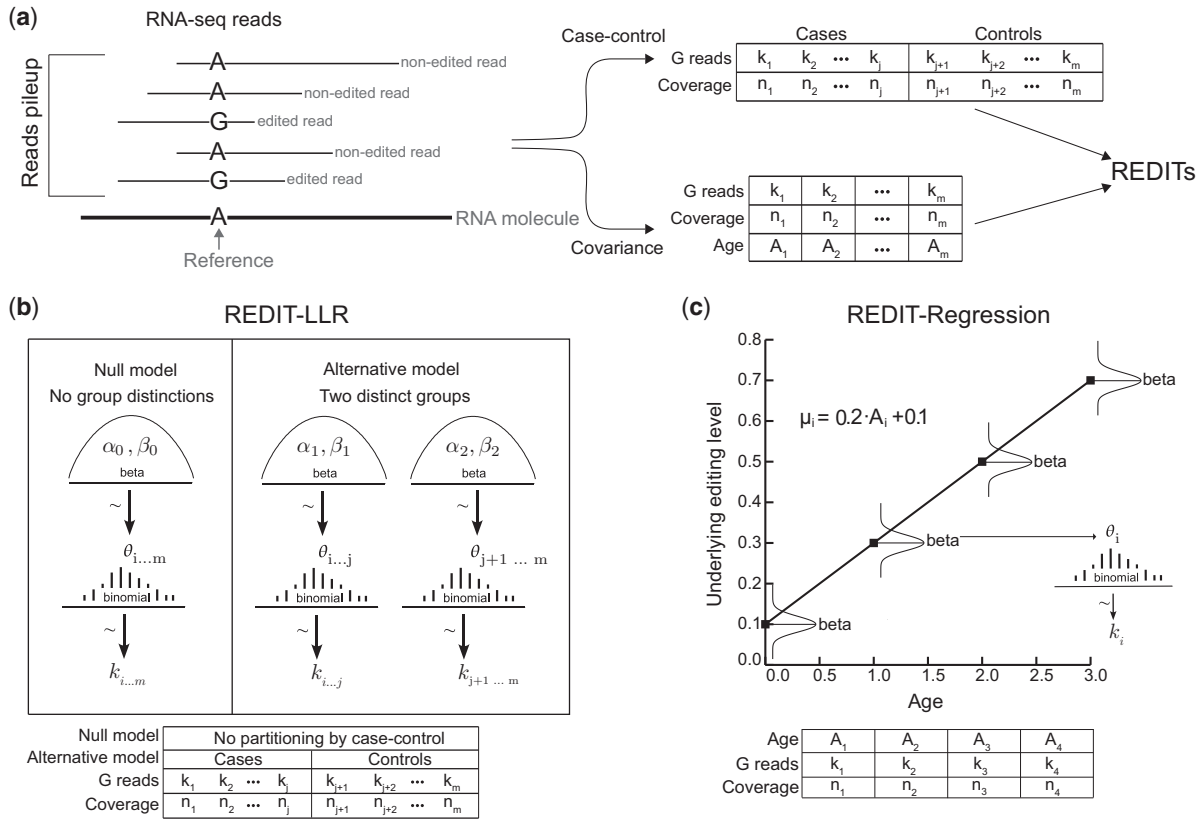 (a)
RNA-seq reads
Reads pileup
A
non-edited read
A
non-edited read
G
edited read
A
non-edited read
G
edited read
A
RNA molecule
Reference
Case-control
Covariance
Cases Controls
G reads k1 k2 ••• kj kj+1 kj+2 ••• km
Coverage n1 n2 ••• nj nj+1 nj+2 ••• nm
G reads k1 k2 ••• km
Coverage n1 n2 ••• nm
Age A1 A2 ••• Am
REDITs
(b)
REDIT-LLR
Null model
No group distinctions
Alternative model
Two distinct groups
α0 , β0
beta
~
θi...m
binomial
~
ki...m
α1, β1
beta
~
θi...j
binomial
~
ki...j
α2, β2
beta
~
θj+1 ... m
binomial
~
kj+1 ... m
Null model No partitioning by case-control
Alternative model Cases Controls
G reads k1 k2 ••• kj kj+1 kj+2 ••• km
Coverage n1 n2 ••• nj nj+1 nj+2 ••• nm
(c)
REDIT-Regression
Underlying editing level
0.8
0.7
0.6
0.5
0.4
0.3
0.2
0.1
0.0
μi = 0.2·Ai +0.1
beta
beta
beta
beta
θi
binomial
~
ki
0.0 0.5 1.0 1.5 2.0 2.5 3.0
Age
Age A1 A2 A3 A4
G reads k1 k2 k3 k4
Coverage n1 n2 n3 n4